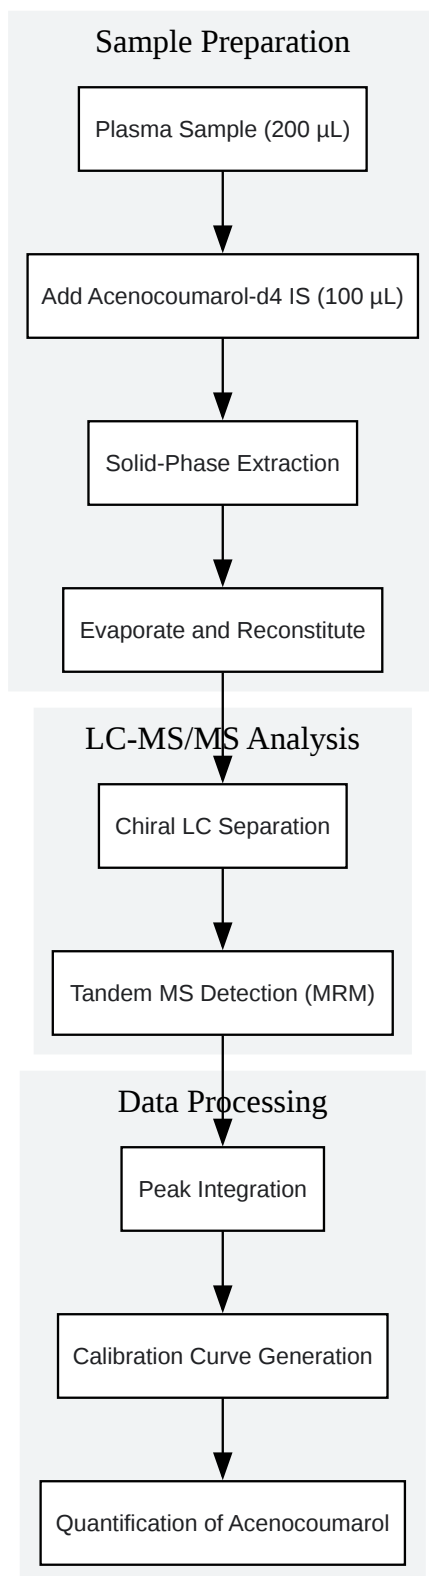 Sample Preparation
Plasma Sample (200 µL)
Add Acenocoumarol-d4 IS (100 µL)
Solid-Phase Extraction
Evaporate and Reconstitute
LC-MS/MS Analysis
Chiral LC Separation
Tandem MS Detection (MRM)
Data Processing
Peak Integration
Calibration Curve Generation
Quantification of Acenocoumarol